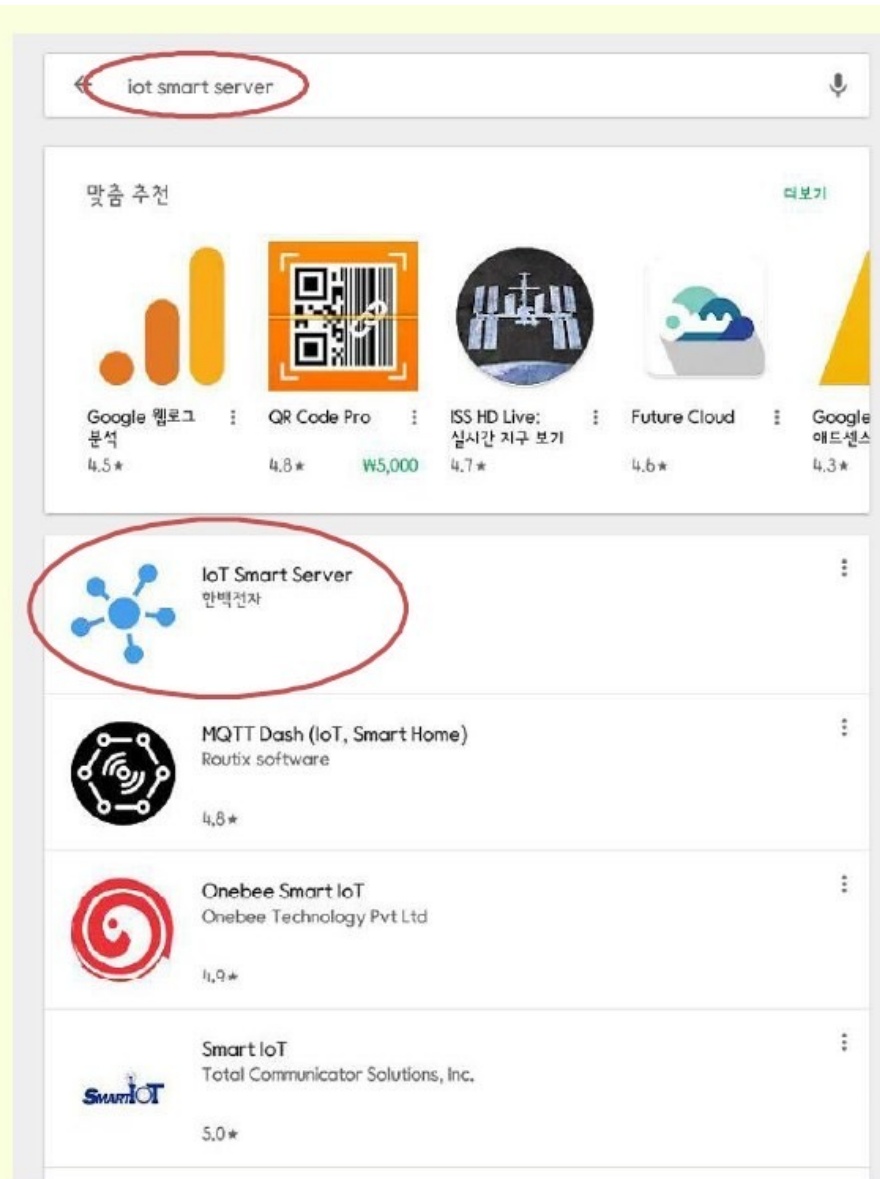 iot smart server
맞춤 추천
더보기
Google 웹로그
분석
4.5★
QR Code Pro
4.8★ ₩5,000
ISS HD Live:
실시간 지구 보기
4.7★
Future Cloud
4.6★
Google
애드센스
4.3★
IoT Smart Server
한백전자
MQTT Dash (IoT, Smart Home)
Routix software
4.8★
Onebee Smart IoT
Onebee Technology Pvt Ltd
4.9★
Smart IoT
Total Communicator Solutions, Inc.
SMARTIOT
5.0★